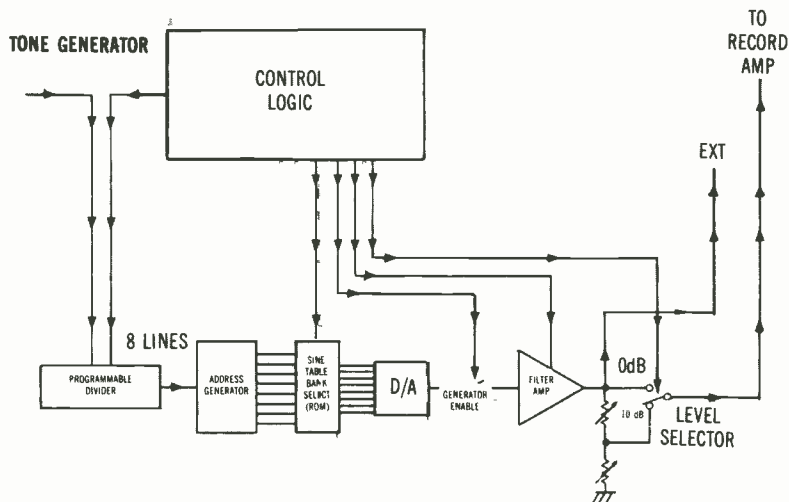 TO
RECORD
AMP
TONE GENERATOR
CONTROL
LOGIC
EXT
8 LINES
PROGRAMMABLE
DIVIDER
ADDRESS
GENERATOR
SINE
TABLE
BANK
SELECT
(ROM)
D/A
GENERATOR
ENABLE
FILTER
AMP
0dB
10 dB
LEVEL
SELECTOR